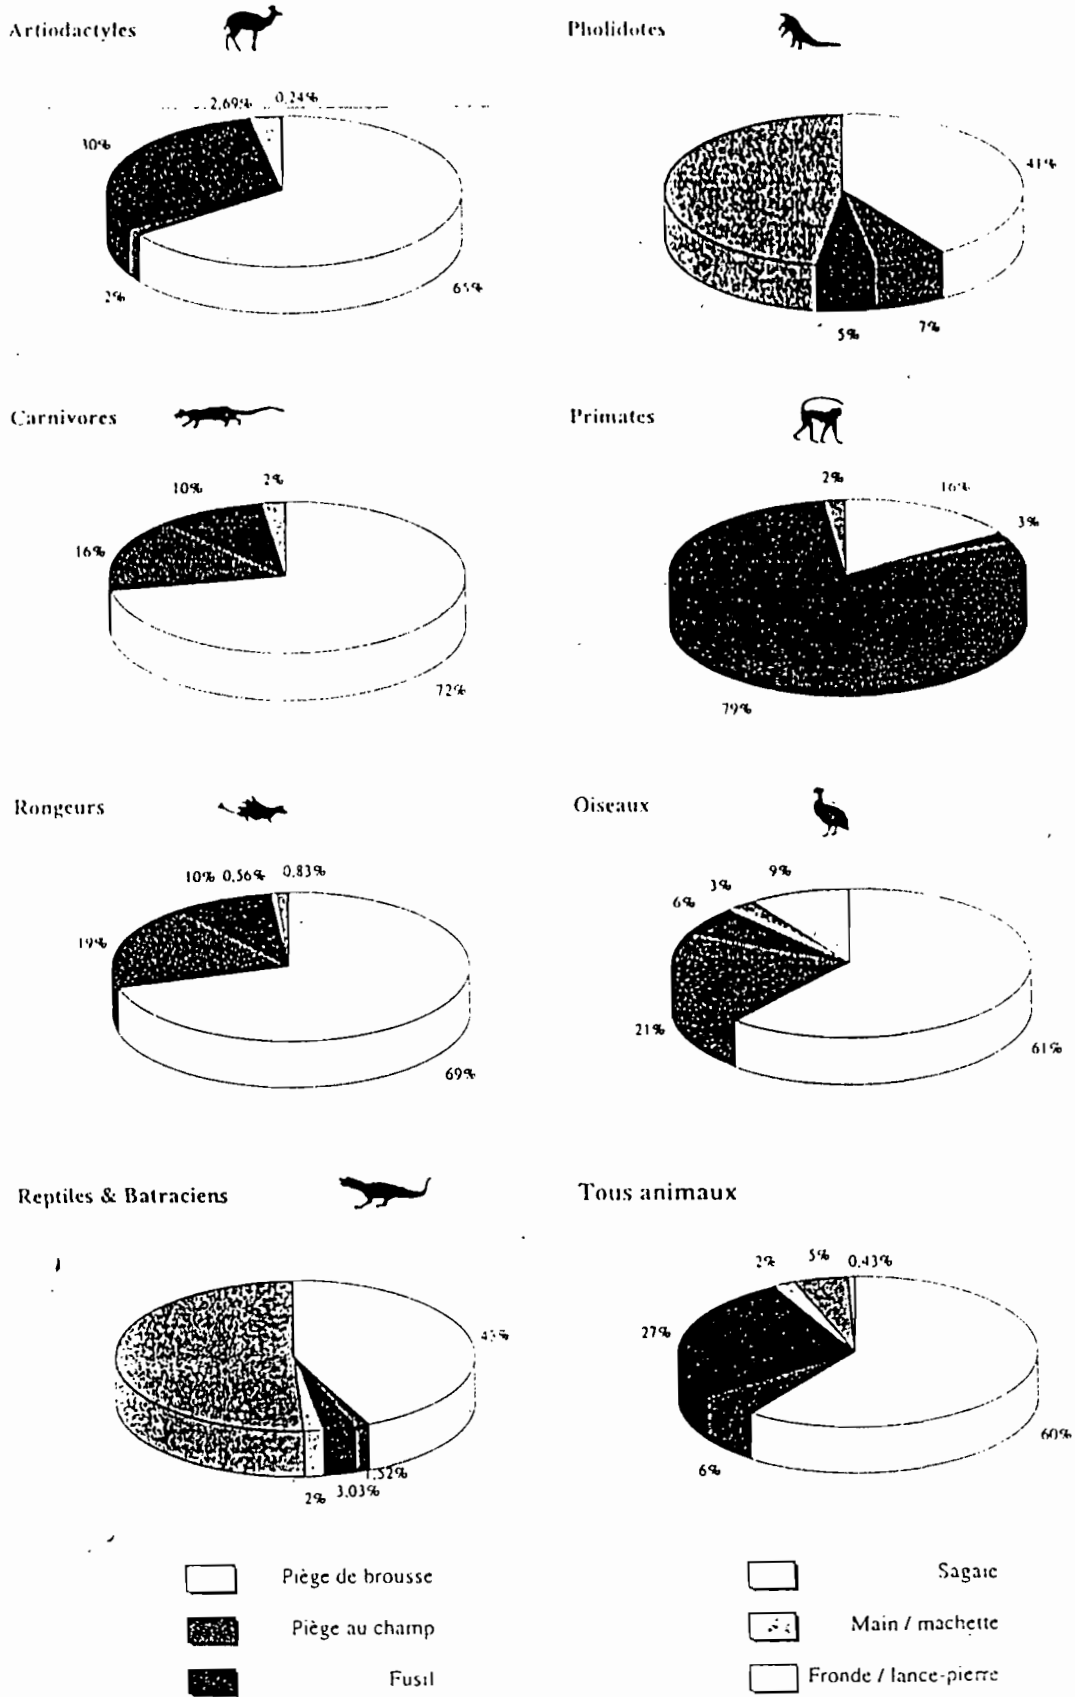 Artiodactyles
Pholidotes
2,69% 0,24%
30%
2%
65%
41%
5%
7%
Carnivores
Primates
10%
2%
16%
72%
2%
16%
3%
79%
Rongeurs
Oiseaux
10% 0,56% 0,83%
19%
69%
9%
3%
6%
21%
61%
Reptiles & Batraciens
Tous animaux
43%
1,52%
3,03%
2%
2%
5%
0,43%
27%
6%
60%
Piège de brousse
Piège au champ
Fusil
Sagaie
Main / machette
Fronde / lance-pierre